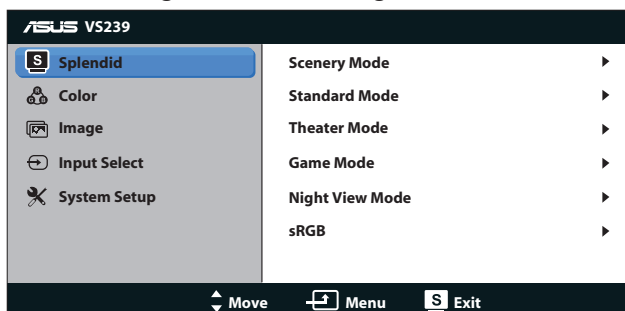 ASUS VS239
S Splendid
Color
Image
Input Select
System Setup
Scenery Mode
Standard Mode
Theater Mode
Game Mode
Night View Mode
sRGB
Move Menu S Exit